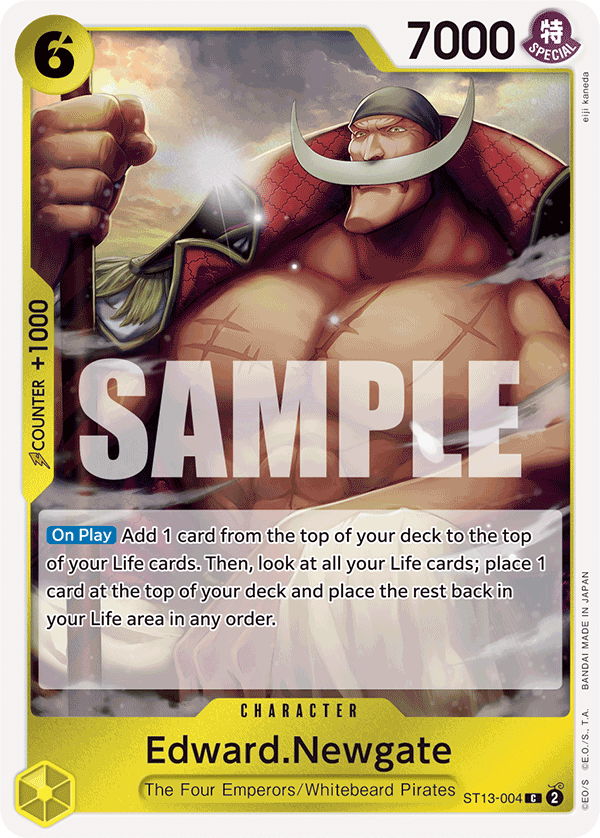 6
7000
特
SPECIAL
eiji kaneda
COUNTER +1000
SAMPLE
On Play Add 1 card from the top of your deck to the top
of your Life cards. Then, look at all your Life cards; place 1
card at the top of your deck and place the rest back in
your Life area in any order.
CHARACTER
Edward.Newgate
The Four Emperors/Whitebeard Pirates
ST13-004 C 2
©EO/S ©E.O./S., T.A. BANDAI MADE IN JAPAN